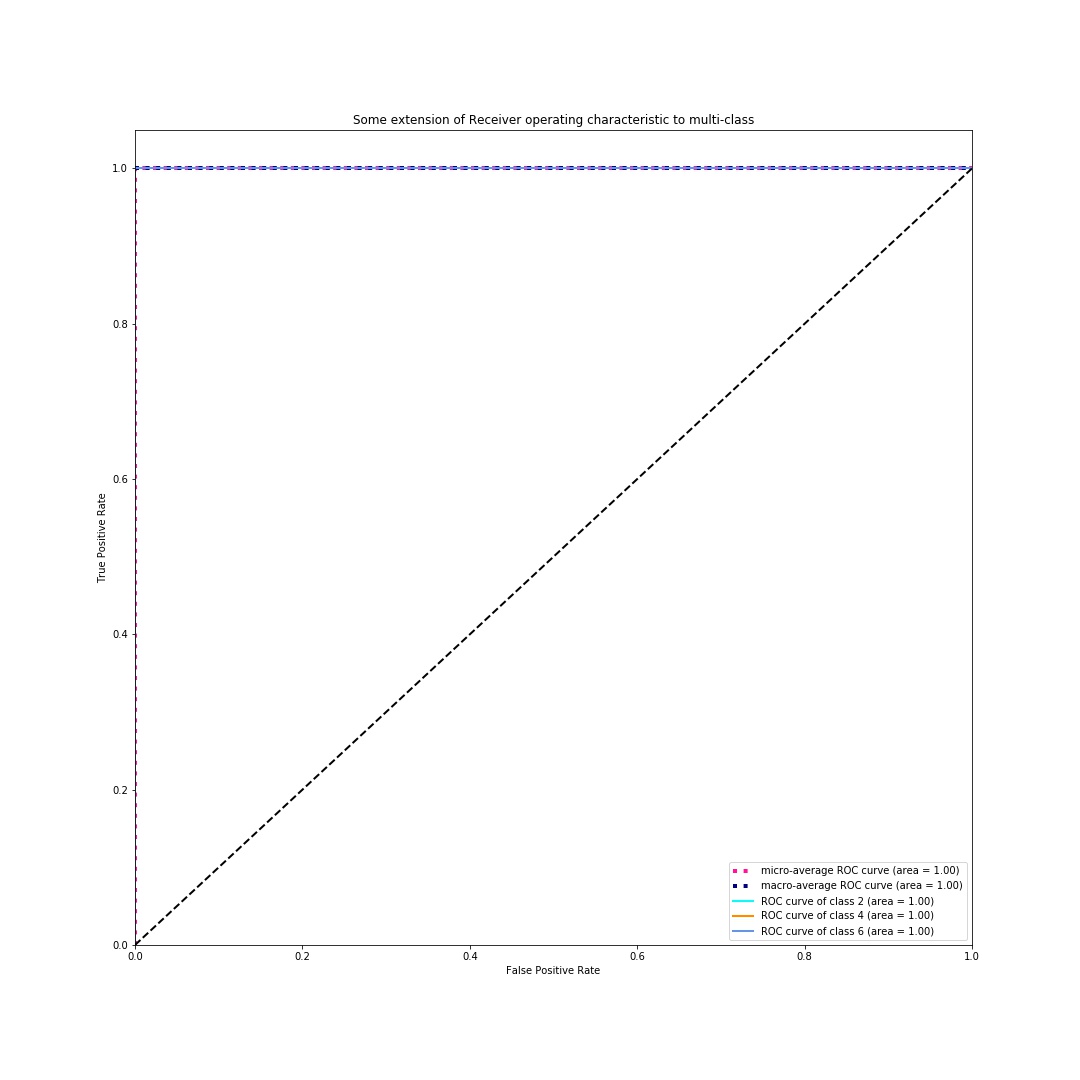 Some extension of Receiver operating characteristic to multi-class
1.0
0.8
0.6
0.4
0.2
0.0
True Positive Rate
0.0 0.2 0.4 0.6 0.8 1.0
False Positive Rate
micro-average ROC curve (area = 1.00)
macro-average ROC curve (area = 1.00)
ROC curve of class 2 (area = 1.00)
ROC curve of class 4 (area = 1.00)
ROC curve of class 6 (area = 1.00)